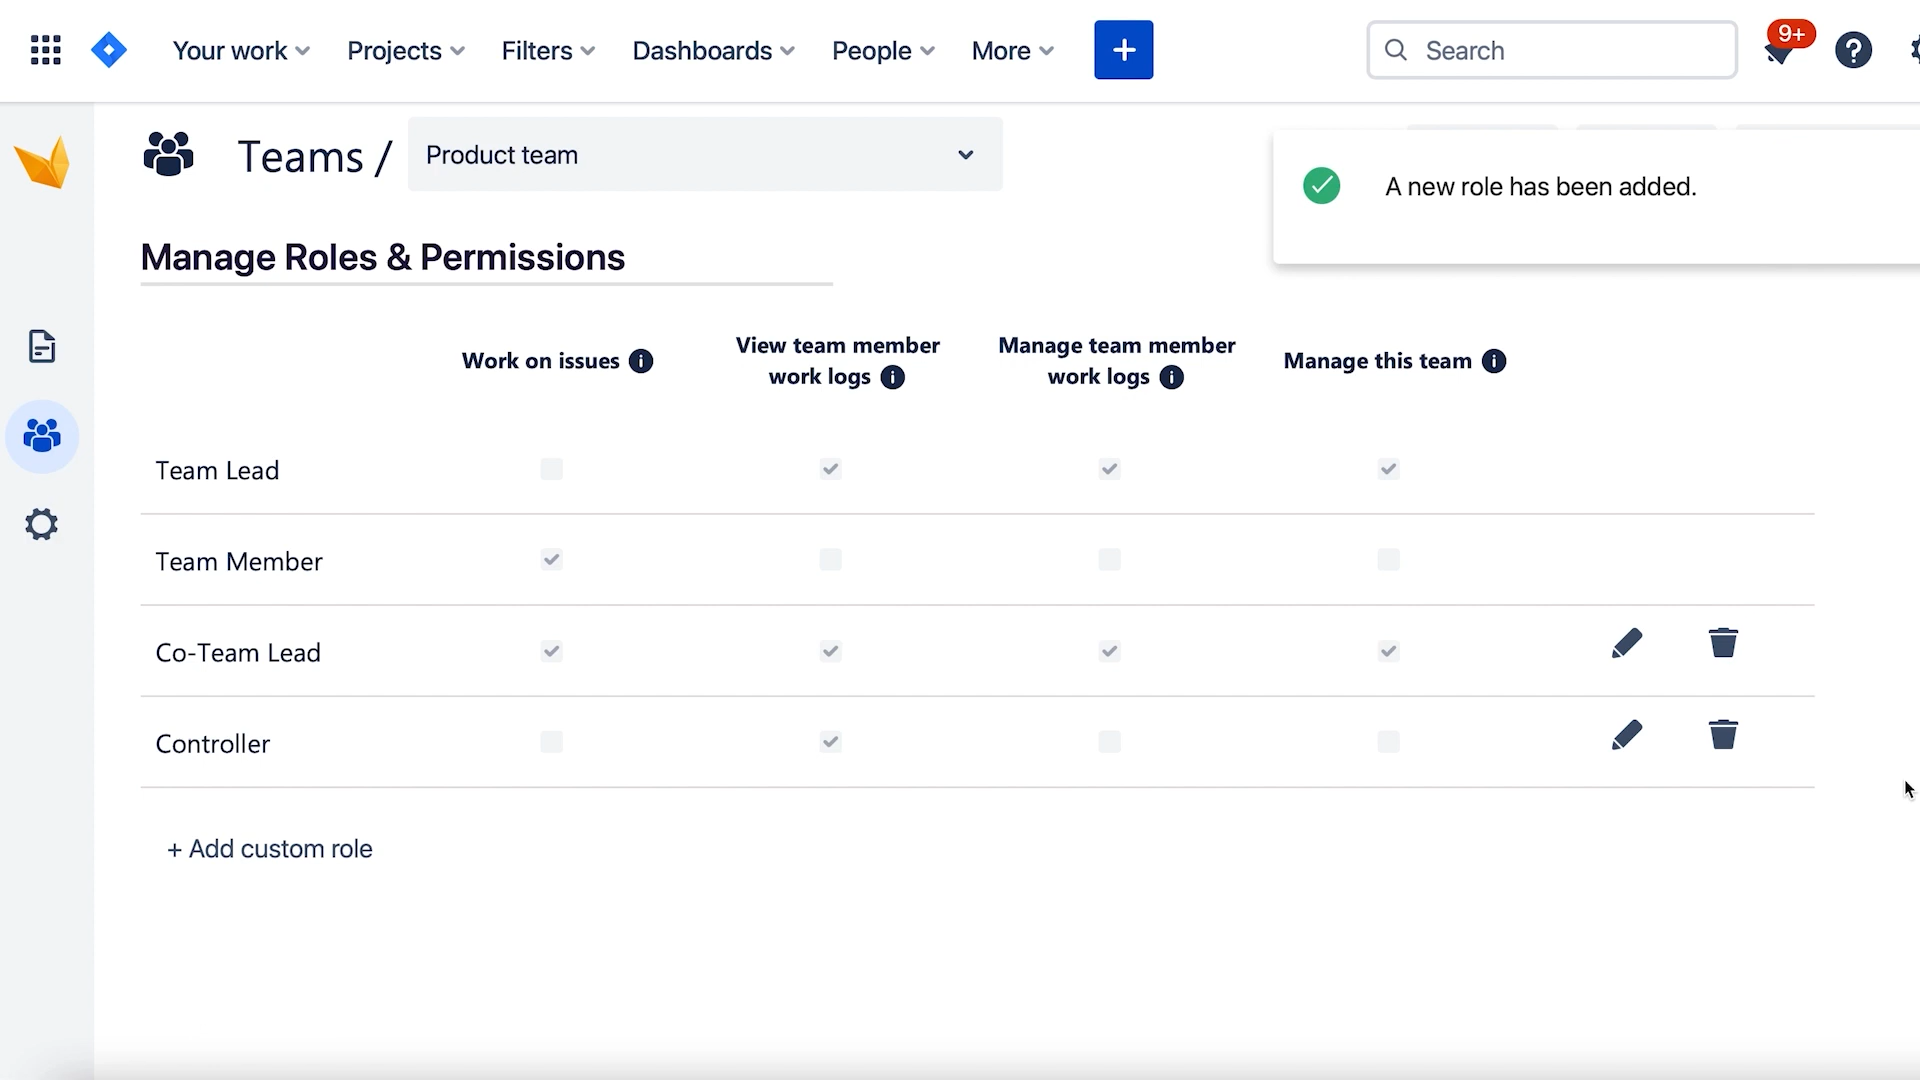 Your work Projects Filters Dashboards People More +
Search
9+
?
Teams / Product team
A new role has been added.
Manage Roles & Permissions
Work on issues i
View team member
work logs i
Manage team member
work logs i
Manage this team i
Team Lead
Team Member
Co-Team Lead
Controller
+ Add custom role